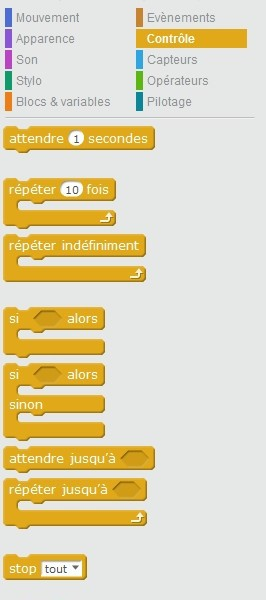 Mouvement Evènements
Apparence Contrôle
Son Capteurs
Stylo Opérateurs
Blocs & variables Pilotage
attendre 1 secondes
répéter 10 fois
répéter indéfiniment
si alors
si alors
sinon
attendre jusqu'à
répéter jusqu'à
stop tout